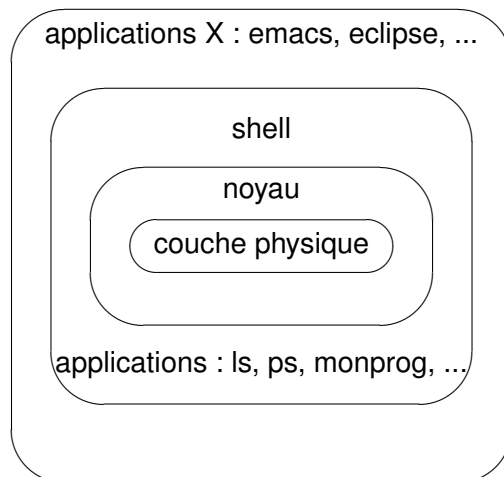 applications X : emacs, eclipse, ...
shell
noyau
couche physique
applications : ls, ps, monprog, ...